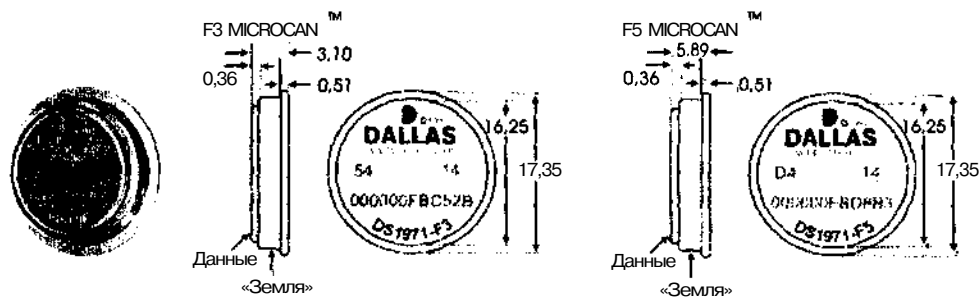 F3 MICROCAN ™
3,10
0,36
0,51
DALLAS
16,25
17,35
54 14
000000FBC52B
DS1971-F3
Данные
«Земля»
F5 MICROCAN ™
5,89
0,36
0,51
DALLAS
16,25
17,35
D4 14
DS1971-F5
Данные
«Земля»